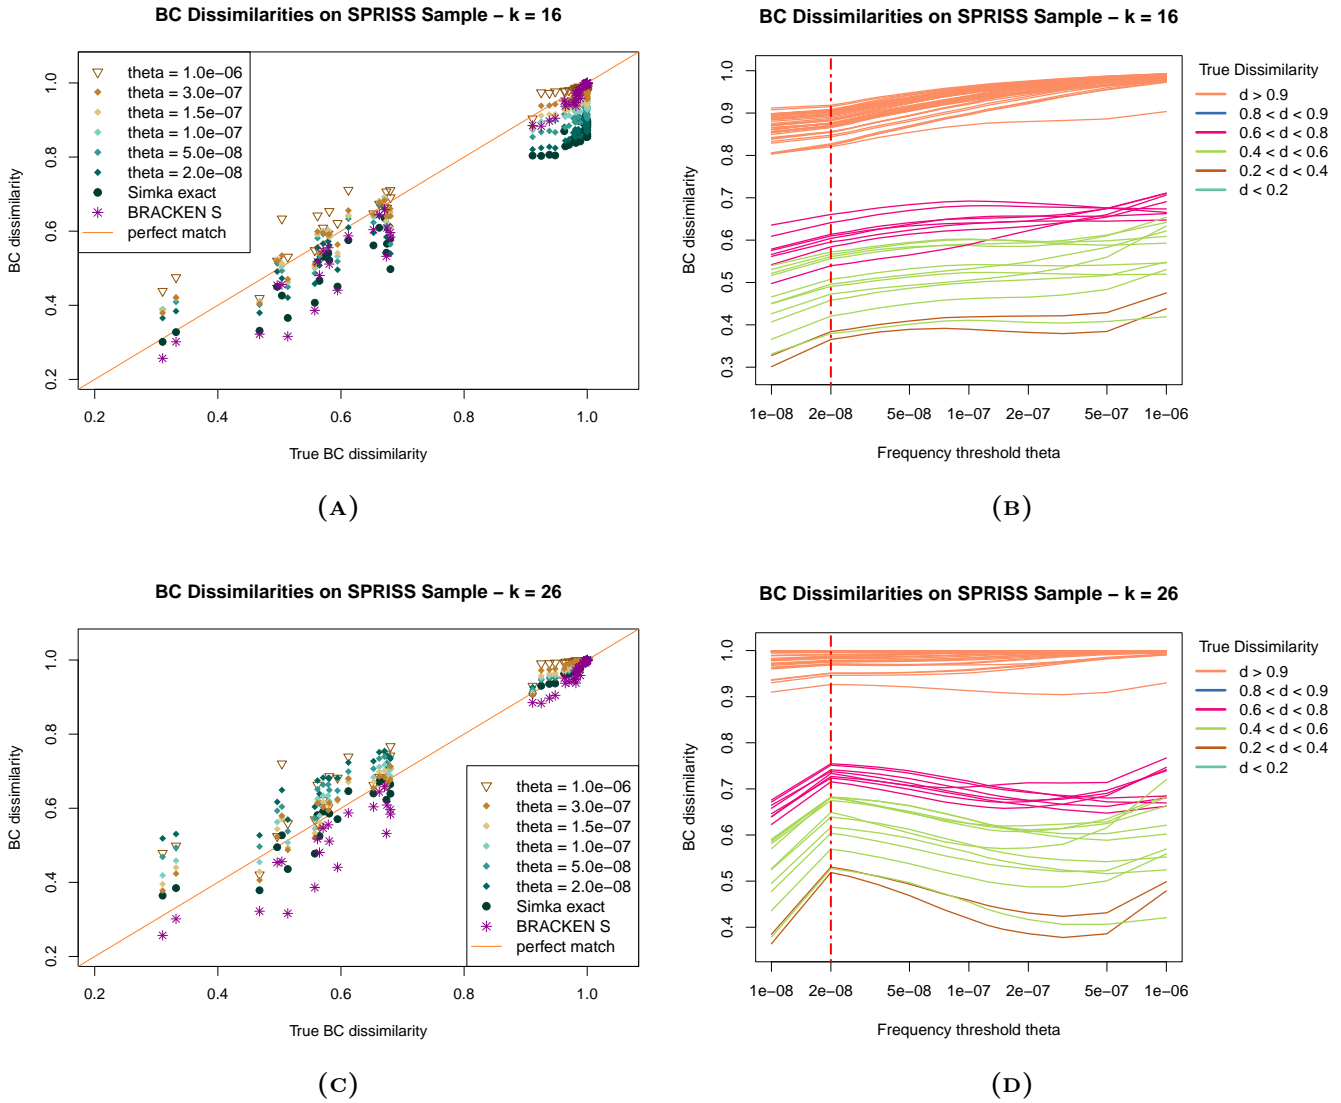 BC Dissimilarities on SPRISS Sample – k = 16
BC dissimilarity
1.0
0.8
0.6
0.4
0.2
theta = 1.0e−06
theta = 3.0e−07
theta = 1.5e−07
theta = 1.0e−07
theta = 5.0e−08
theta = 2.0e−08
Simka exact
BRACKEN S
perfect match
0.2 0.4 0.6 0.8 1.0
True BC dissimilarity
(A)
BC Dissimilarities on SPRISS Sample – k = 16
BC dissimilarity
1.0
0.9
0.8
0.7
0.6
0.5
0.4
0.3
1e−08 2e−08 5e−08 1e−07 2e−07 5e−07 1e−06
Frequency threshold theta
True Dissimilarity
d > 0.9
0.8 < d < 0.9
0.6 < d < 0.8
0.4 < d < 0.6
0.2 < d < 0.4
d < 0.2
(B)
BC Dissimilarities on SPRISS Sample – k = 26
BC dissimilarity
1.0
0.8
0.6
0.4
0.2
theta = 1.0e−06
theta = 3.0e−07
theta = 1.5e−07
theta = 1.0e−07
theta = 5.0e−08
theta = 2.0e−08
Simka exact
BRACKEN S
perfect match
0.2 0.4 0.6 0.8 1.0
True BC dissimilarity
(C)
BC Dissimilarities on SPRISS Sample – k = 26
BC dissimilarity
1.0
0.9
0.8
0.7
0.6
0.5
0.4
1e−08 2e−08 5e−08 1e−07 2e−07 5e−07 1e−06
Frequency threshold theta
True Dissimilarity
d > 0.9
0.8 < d < 0.9
0.6 < d < 0.8
0.4 < d < 0.6
0.2 < d < 0.4
d < 0.2
(D)